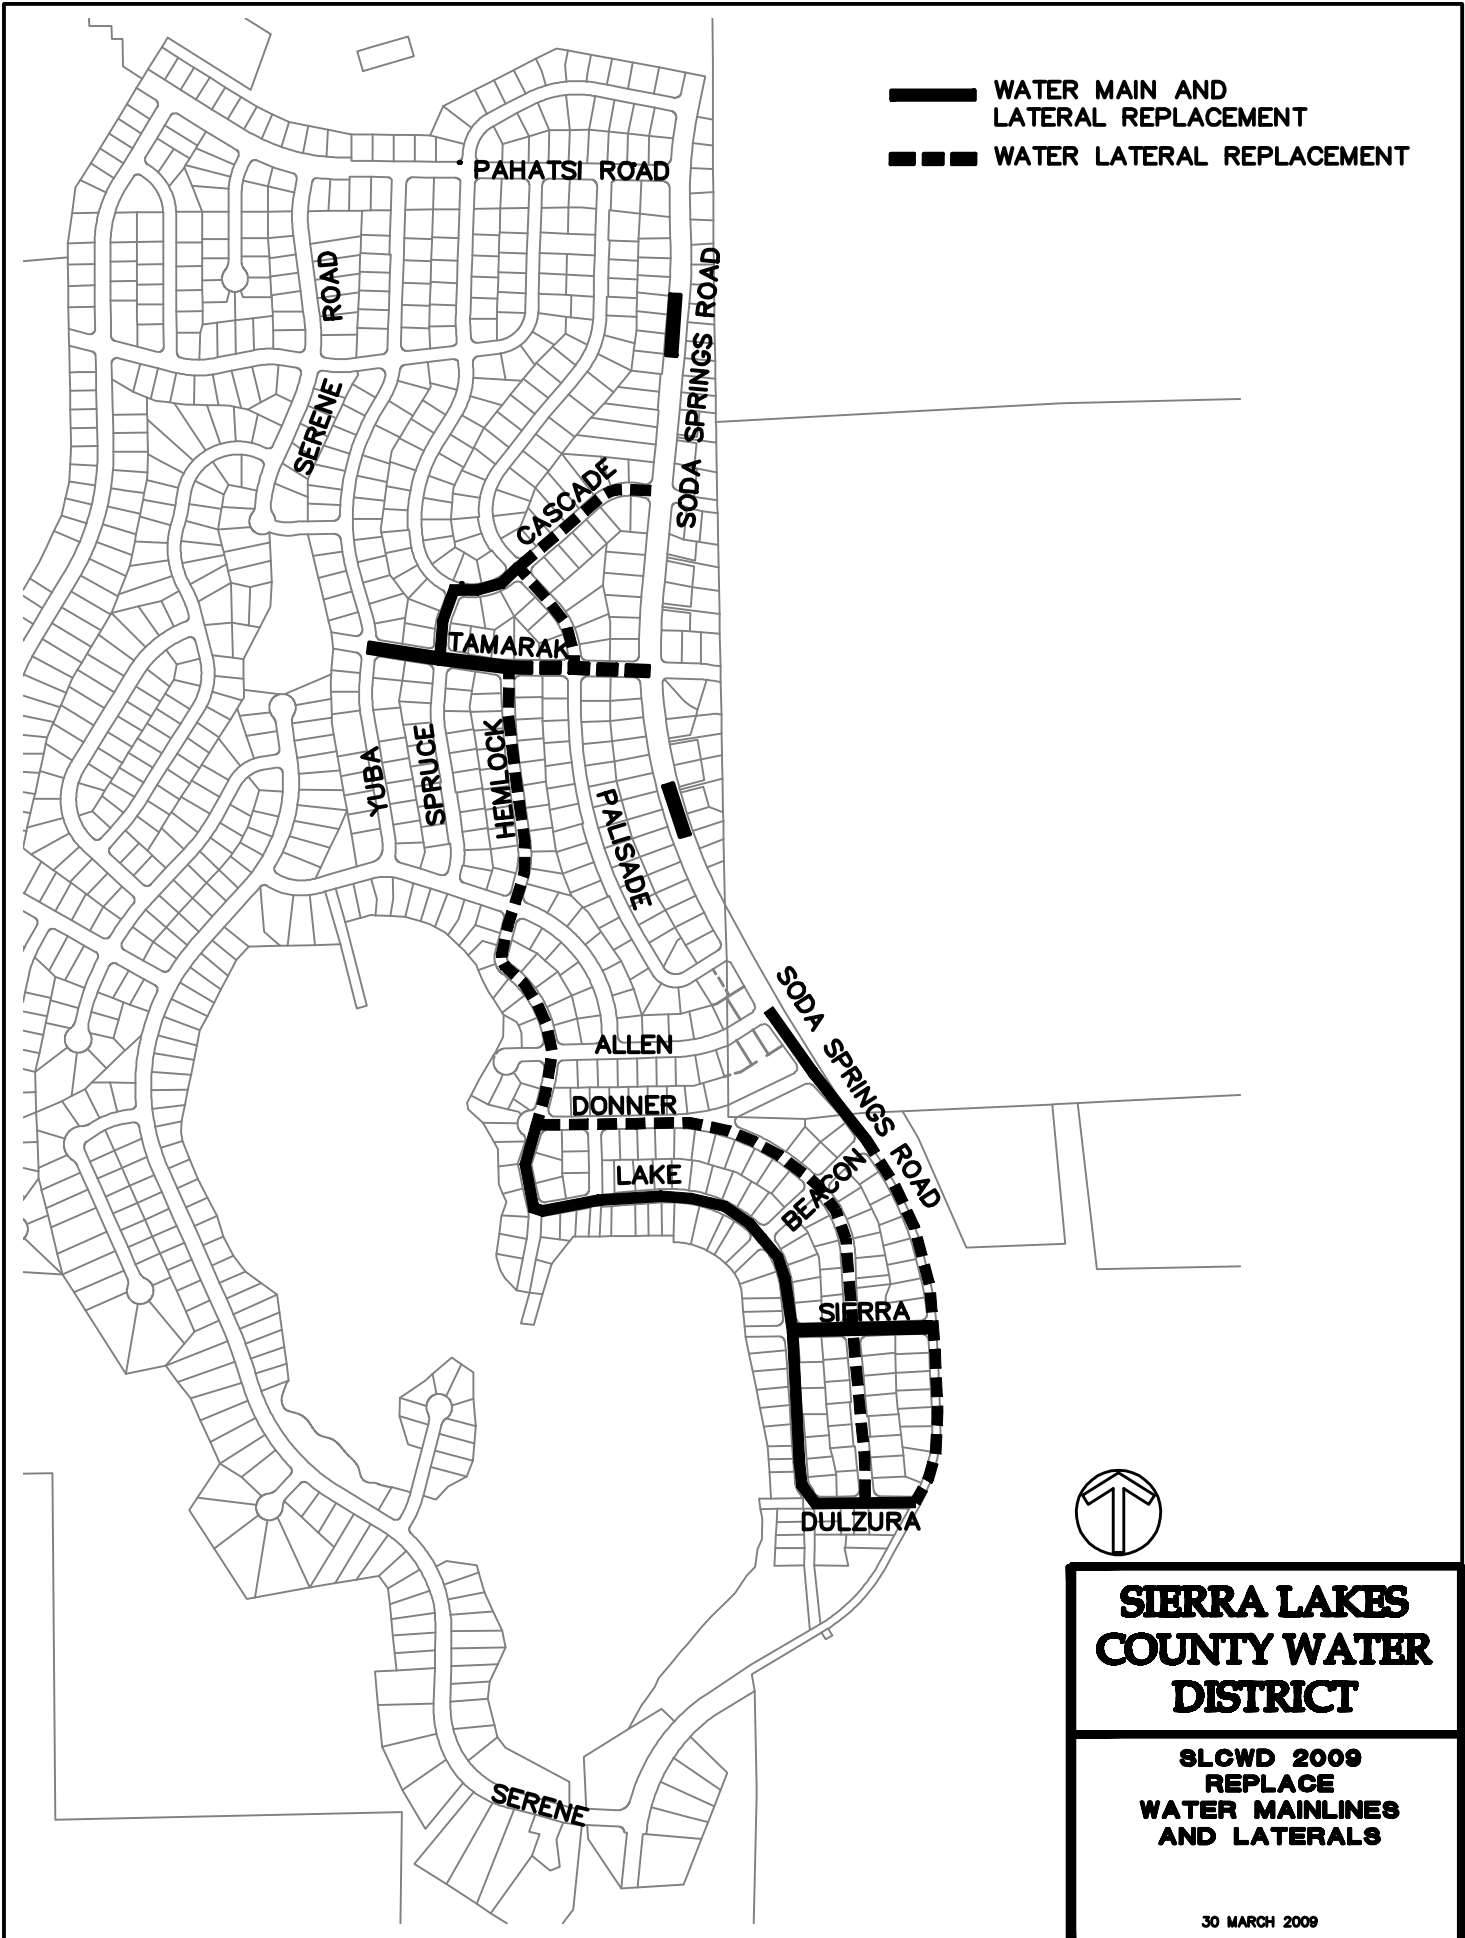 WATER MAIN AND
LATERAL REPLACEMENT
WATER LATERAL REPLACEMENT
PAHATSI ROAD
ROAD
SERENE
SODA SPRINGS ROAD
CASCADE
TAMARAK
YUBA
SPRUCE
HEMLOCK
PALISADE
SODA SPRINGS ROAD
ALLEN
DONNER
LAKE
BEACON
SIERRA
DULZURA
SERENE
SIERRA LAKES
COUNTY WATER
DISTRICT
SLCWD 2009
REPLACE
WATER MAINLINES
AND LATERALS
30 MARCH 2009